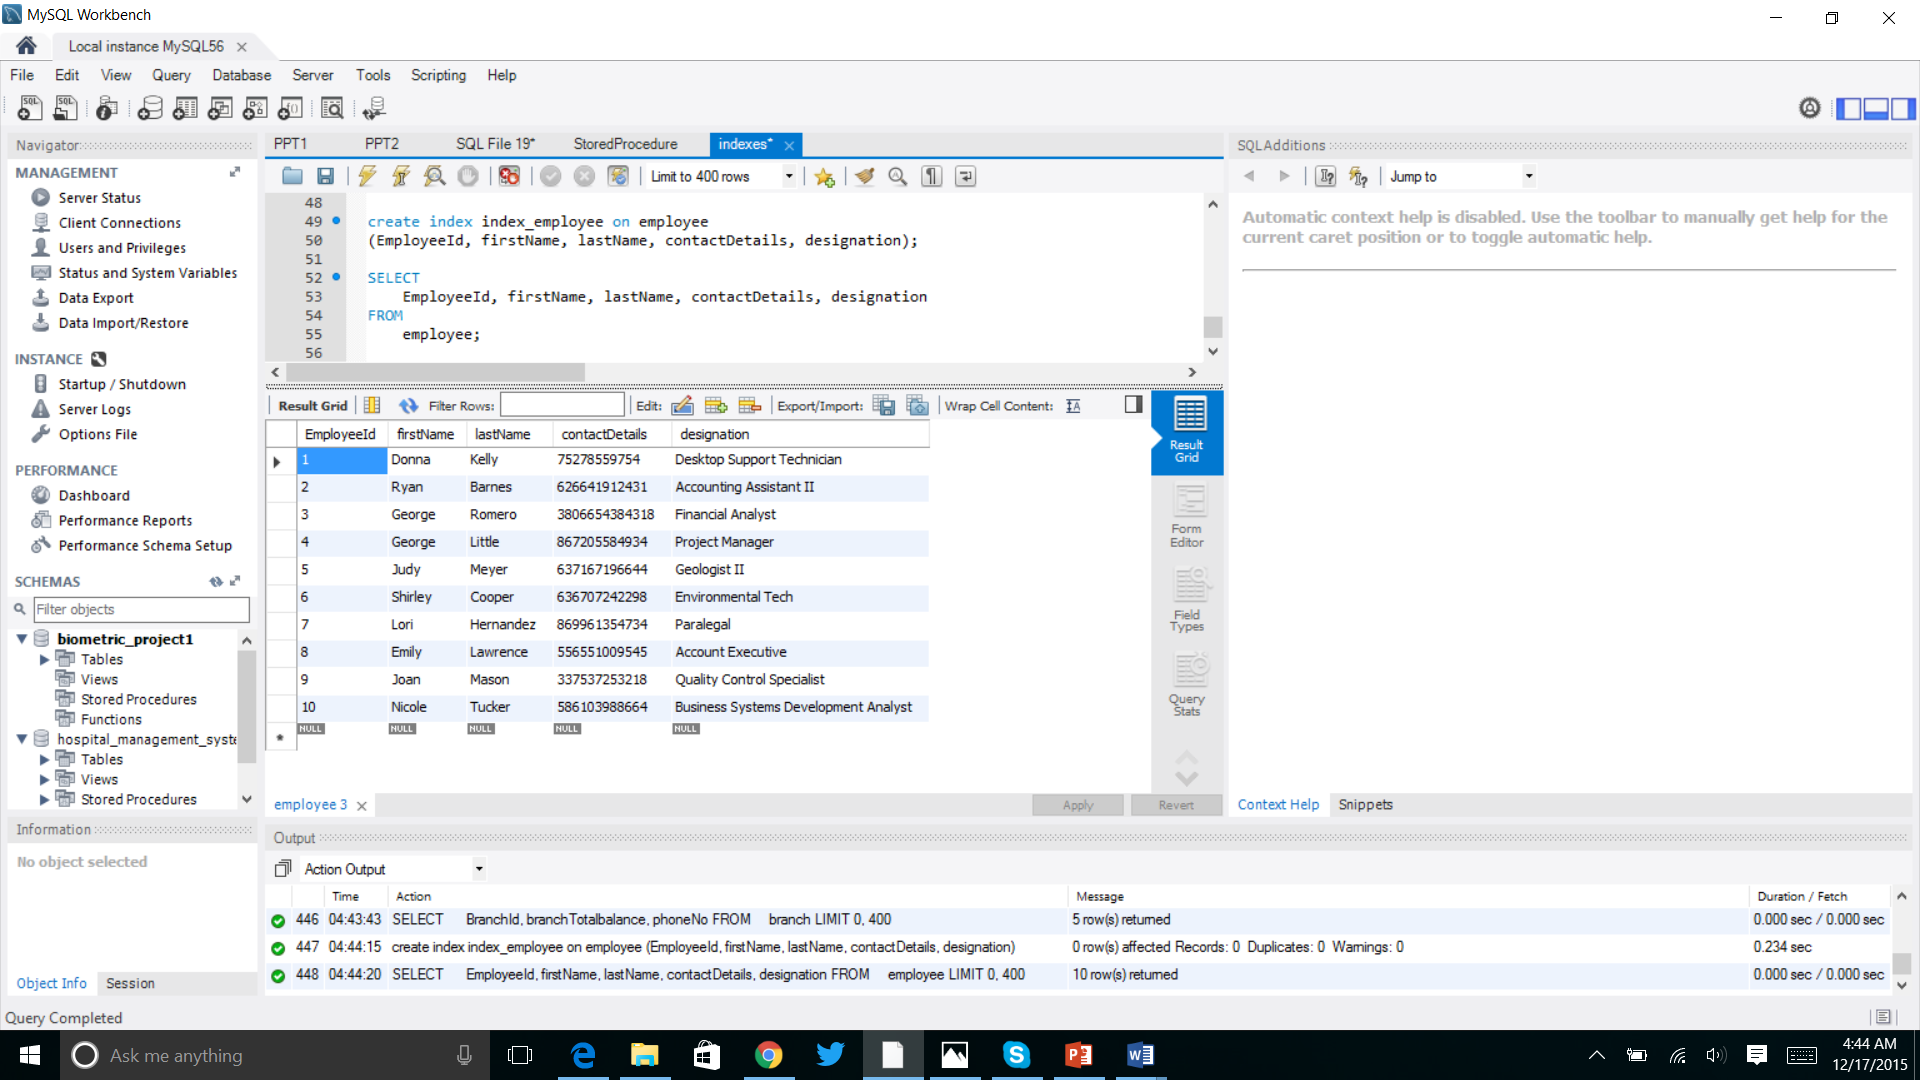 MySQL Workbench
Local instance MySQL56
File Edit View Query Database Server Tools Scripting Help
Navigator
MANAGEMENT
Server Status
Client Connections
Users and Privileges
Status and System Variables
Data Export
Data Import/Restore
INSTANCE
Startup / Shutdown
Server Logs
Options File
PERFORMANCE
Dashboard
Performance Reports
Performance Schema Setup
SCHEMAS
Filter objects
biometric_project1
Tables
Views
Stored Procedures
Functions
hospital_management_syste
Tables
Views
Stored Procedures
Information
No object selected
Object Info Session
PPT1 PPT2 SQL File 19* StoredProcedure indexes*
Limit to 400 rows
48
49 create index index_employee on employee
50 (EmployeeId, firstName, lastName, contactDetails, designation);
51
52 SELECT
53 EmployeeId, firstName, lastName, contactDetails, designation
54 FROM
55 employee;
56
Result Grid Filter Rows: Edit: Export/Import: Wrap Cell Content:
EmployeeId firstName lastName contactDetails designation
1 Donna Kelly 75278559754 Desktop Support Technician
2 Ryan Barnes 626641912431 Accounting Assistant II
3 George Romero 3806654384318 Financial Analyst
4 George Little 867205584934 Project Manager
5 Judy Meyer 637167196644 Geologist II
6 Shirley Cooper 636707242298 Environmental Tech
7 Lori Hernandez 869961354734 Paralegal
8 Emily Lawrence 556551009545 Account Executive
9 Joan Mason 337537253218 Quality Control Specialist
10 Nicole Tucker 586103988664 Business Systems Development Analyst
* NULL NULL NULL NULL NULL
Result
Grid
Form
Editor
Field
Types
Query
Stats
employee 3 Apply Revert
SQLAdditions
Jump to
Automatic context help is disabled. Use the toolbar to manually get help for the
current caret position or to toggle automatic help.
Context Help Snippets
Output
Action Output
Time Action Message Duration / Fetch
446 04:43:43 SELECT BranchId, branchTotalbalance, phoneNo FROM branch LIMIT 0, 400 5 row(s) returned 0.000 sec / 0.000 sec
447 04:44:15 create index index_employee on employee (EmployeeId, firstName, lastName, contactDetails, designation) 0 row(s) affected Records: 0 Duplicates: 0 Warnings: 0 0.234 sec
448 04:44:20 SELECT EmployeeId, firstName, lastName, contactDetails, designation FROM employee LIMIT 0, 400 10 row(s) returned 0.000 sec / 0.000 sec
Query Completed
Ask me anything
4:44 AM
12/17/2015